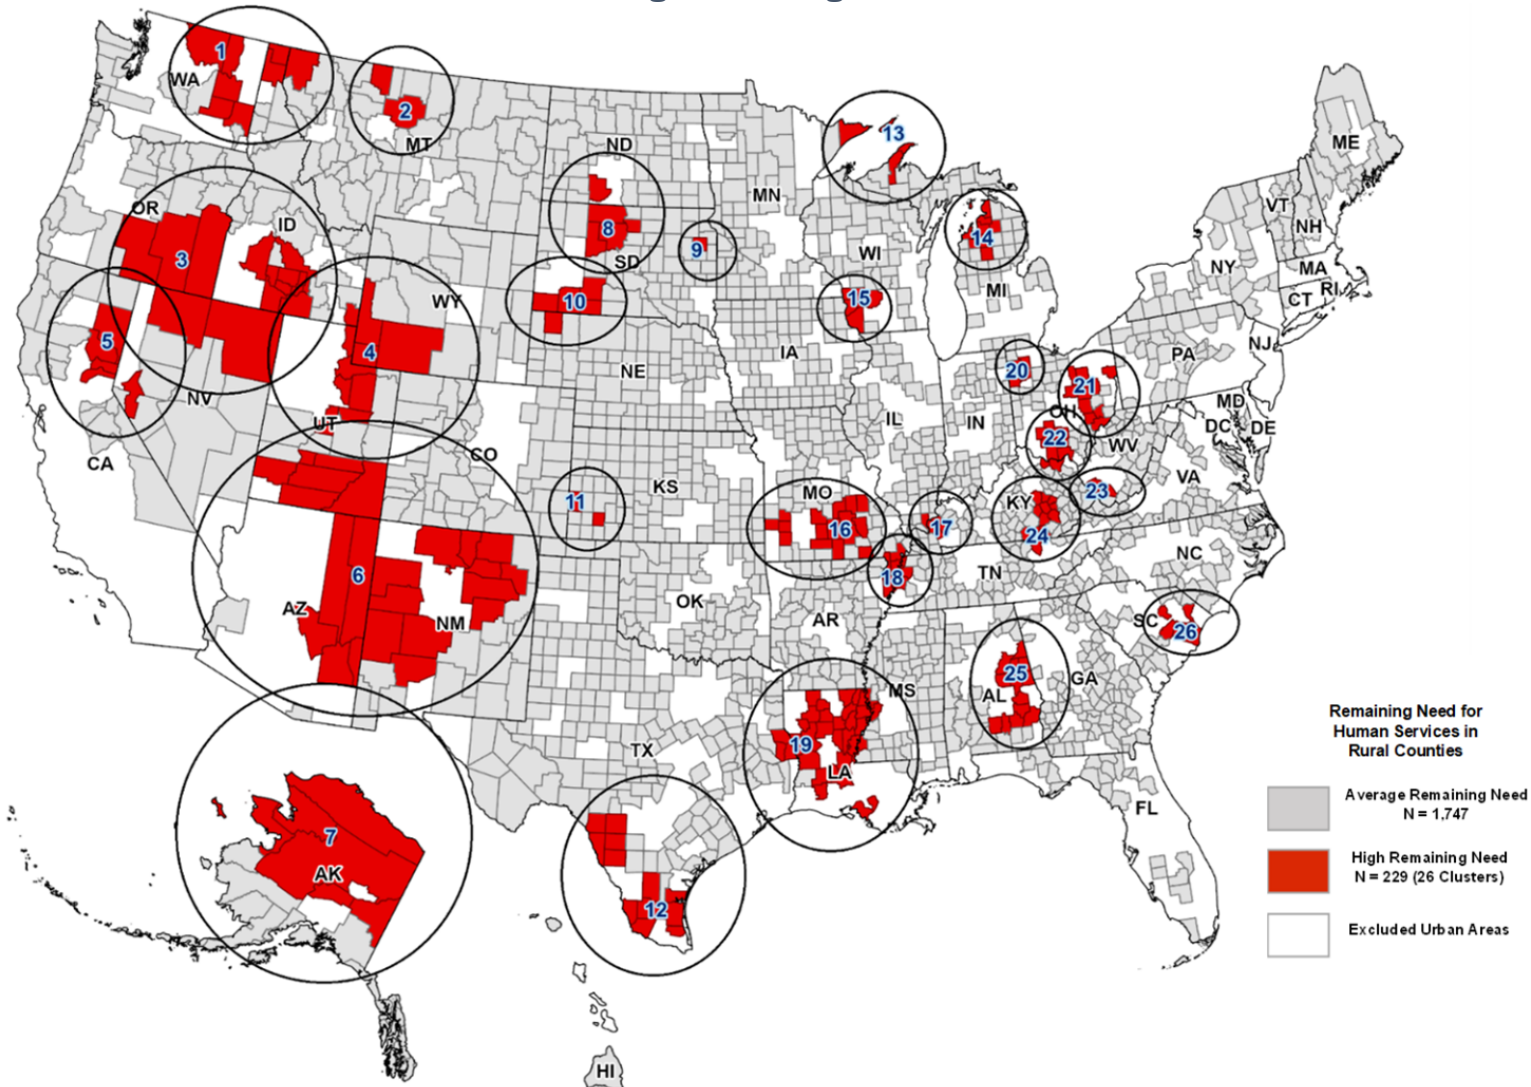 1
WA
2
MT
ND
13
ME
MN
OR
ID
3
8
9
SD
WI
14
VT
NH
NY
MA
CT
RI
MI
WY
10
15
5
4
IA
NE
20
PA
NJ
NV
UT
21
OH
MD
DC
DE
IL
IN
22
WV
CA
CO
11
KS
MO
16
17
KY
23
VA
24
6
18
TN
NC
AZ
NM
OK
AR
SC
26
25
AL
GA
MS
19
LA
TX
FL
7
AK
12
HI
Remaining Need for
Human Services in
Rural Counties
Average Remaining Need
N = 1,747
High Remaining Need
N = 229 (26 Clusters)
Excluded Urban Areas